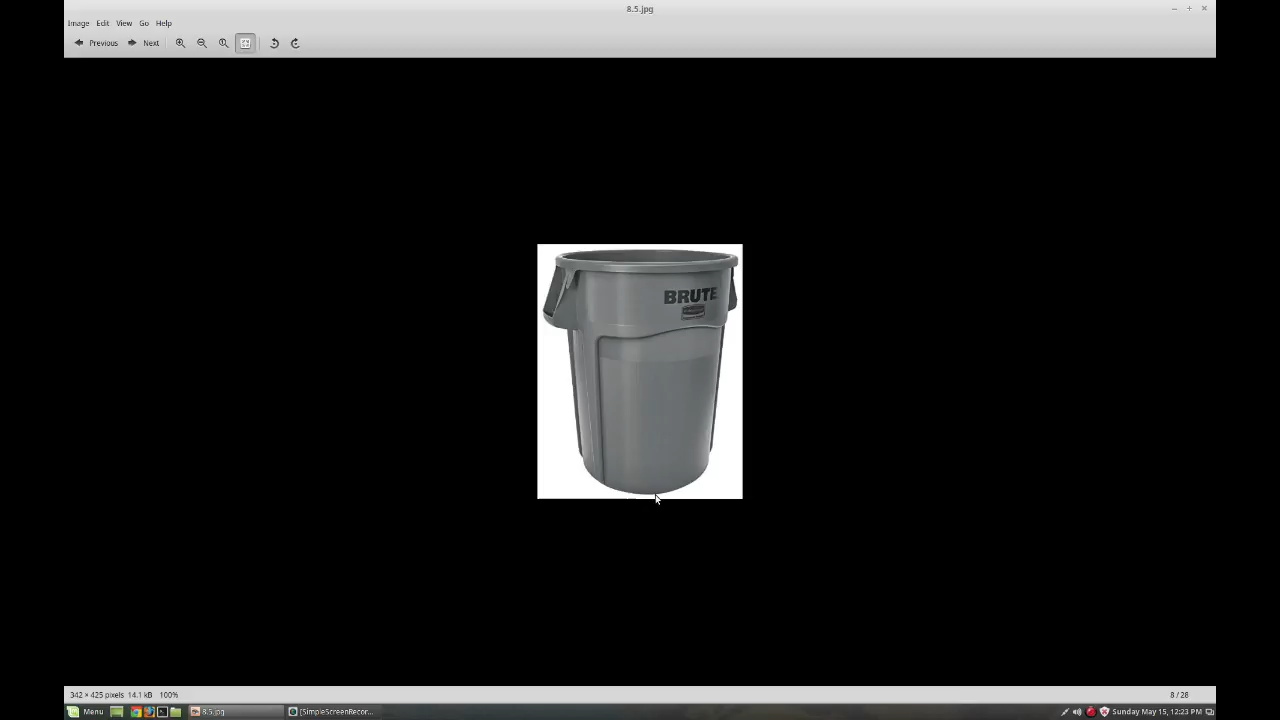 8.5.jpg
Image Edit View Go Help
Previous Next
BRUTE
342 × 425 pixels 14.1 kB 100%
8 / 28
Menu 8.5.jpg [SimpleScreenRecor... Sunday May 15, 12:23 PM